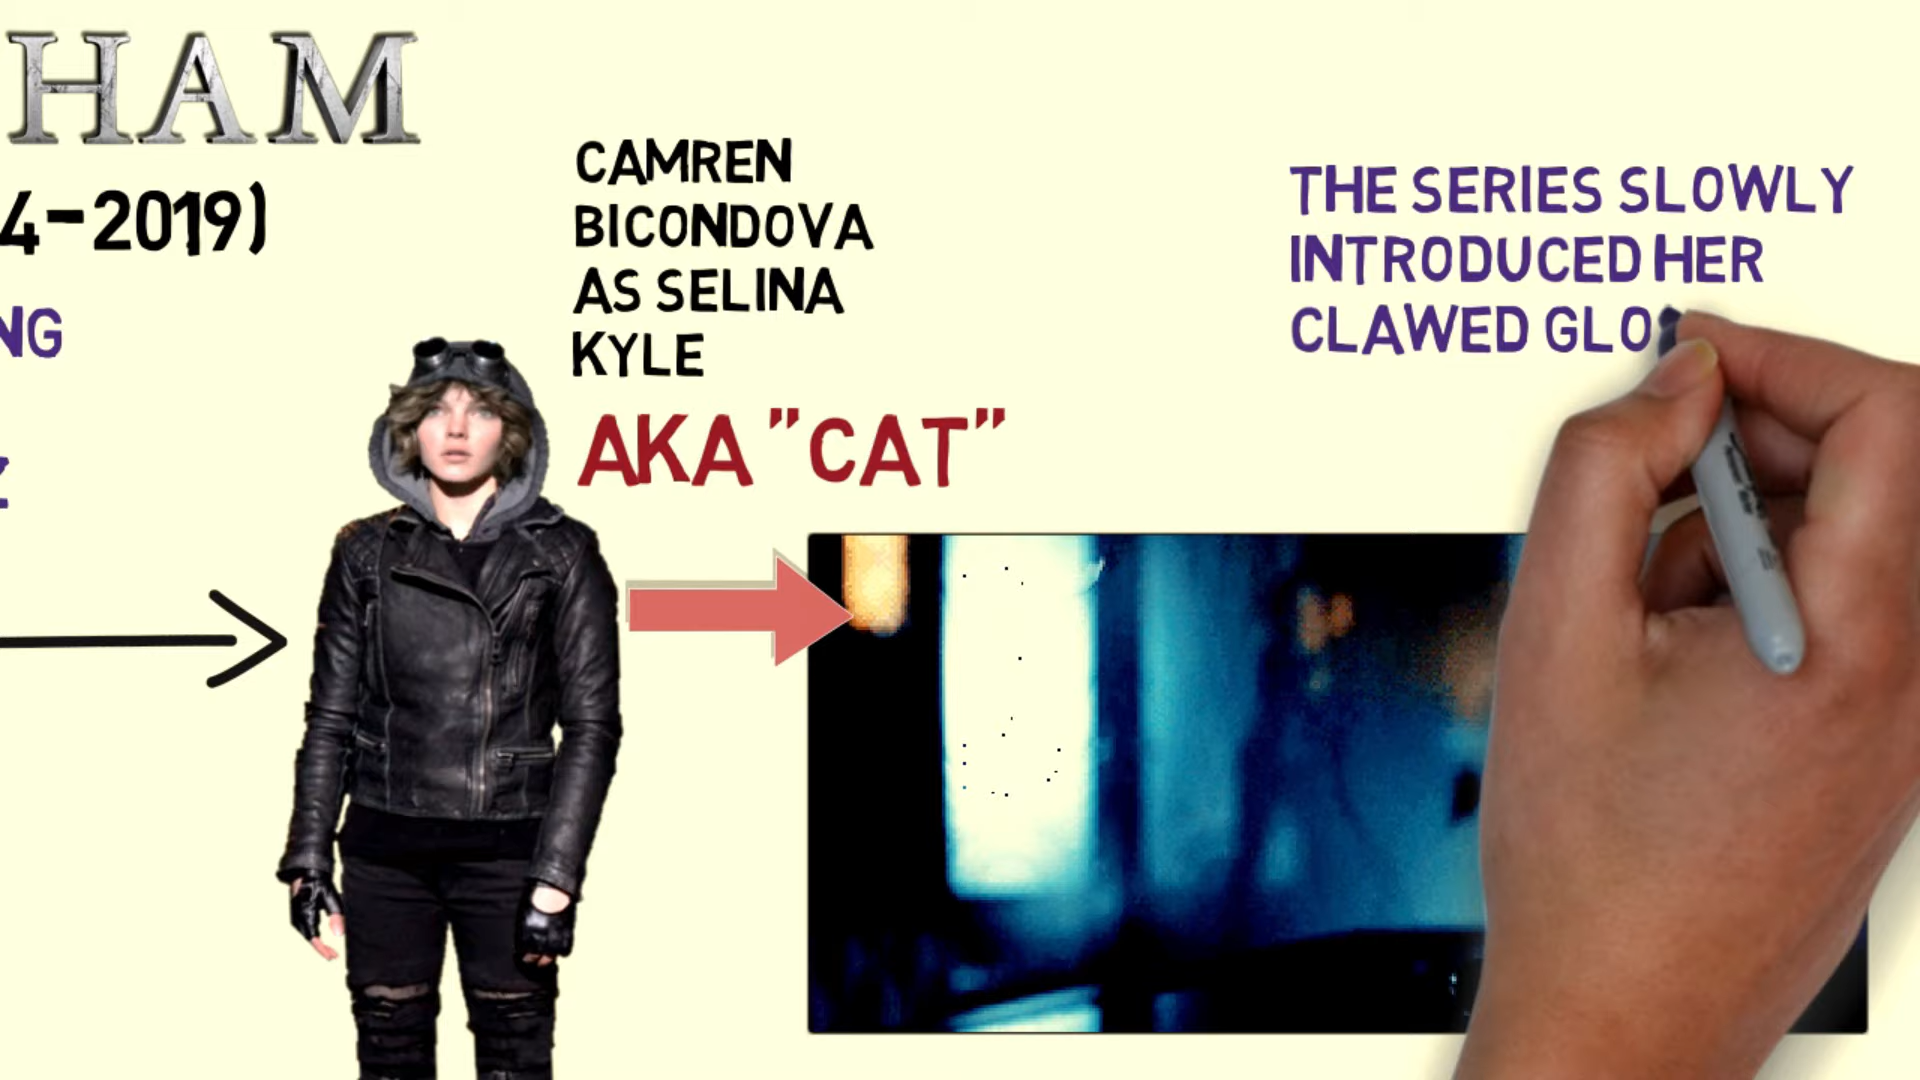 HAM
4-2019)
NG
Z
CAMREN
BICONDOVA
AS SELINA
KYLE
AKA "CAT"
THE SERIES SLOWLY
INTRODUCED HER
CLAWED GLO